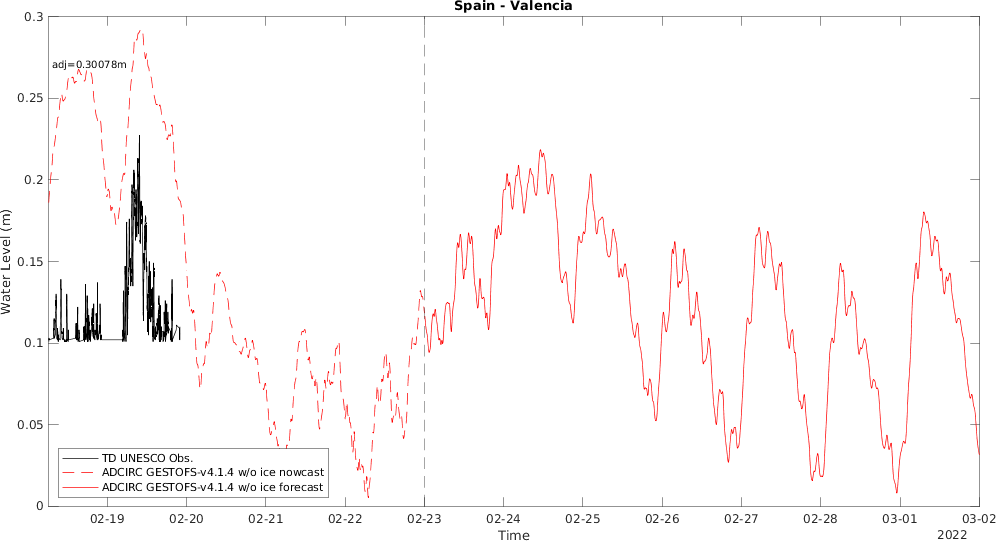 Spain - Valencia
adj=0.30078m
0.3
0.25
0.2
0.15
0.1
0.05
0
Water Level (m)
TD UNESCO Obs.
ADCIRC GESTOFS-v4.1.4 w/o ice nowcast
ADCIRC GESTOFS-v4.1.4 w/o ice forecast
02-19 02-20 02-21 02-22 02-23 02-24 02-25 02-26 02-27 02-28 03-01 03-02
Time
2022